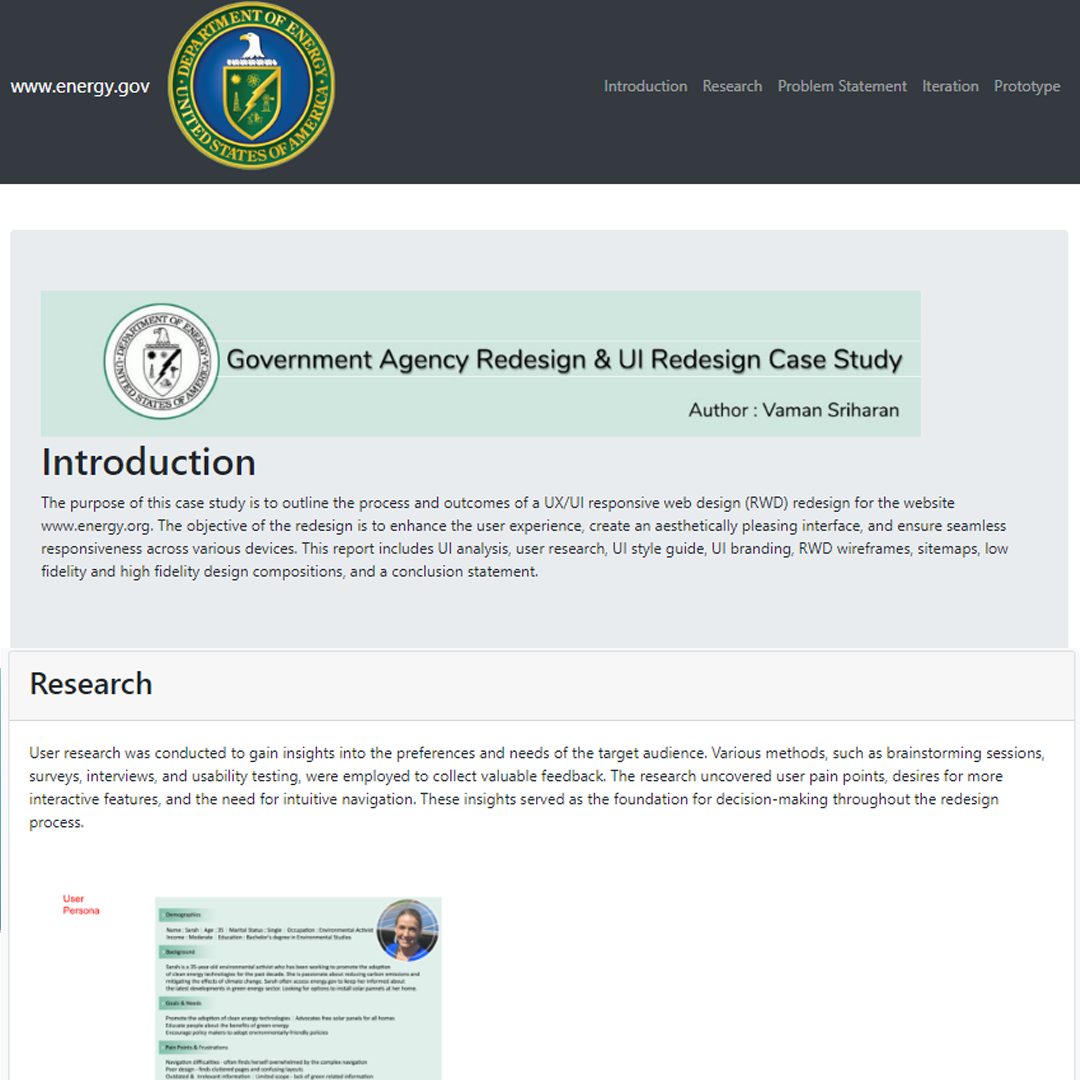 www.energy.gov
DEPARTMENT OF ENERGY
UNITED STATES OF AMERICA
Introduction Research Problem Statement Iteration Prototype
DEPARTMENT OF ENERGY
UNITED STATES OF AMERICA
Government Agency Redesign & UI Redesign Case Study
Author : Vaman Sriharan
Introduction
The purpose of this case study is to outline the process and outcomes of a UX/UI responsive web design (RWD) redesign for the website
www.energy.org. The objective of the redesign is to enhance the user experience, create an aesthetically pleasing interface, and ensure seamless
responsiveness across various devices. This report includes UI analysis, user research, UI style guide, UI branding, RWD wireframes, sitemaps, low
fidelity and high fidelity design compositions, and a conclusion statement.
Research
User research was conducted to gain insights into the preferences and needs of the target audience. Various methods, such as brainstorming sessions,
surveys, interviews, and usability testing, were employed to collect valuable feedback. The research uncovered user pain points, desires for more
interactive features, and the need for intuitive navigation. These insights served as the foundation for decision-making throughout the redesign
process.
User
Persona
Demographics
Name : Sarah | Age : 35 | Marital Status : Single | Occupation : Environmental Activist
Income : Moderate | Education : Bachelor's degree in Environmental Studies
Background
Sarah is a 35-year-old environmental activist who has been working to promote the adoption
of clean energy technologies for the past decade. She is passionate about reducing carbon emissions and
mitigating the effects of climate change. Sarah often access energy.gov to keep her informed about
the latest developments in green energy sector. Looking for options to install solar pannels at her home.
Goals & Needs
Promote the adoption of clean energy technologies | Advocates free solar panels for all homes
Educate people about the benefits of green energy
Encourage policy makers to adopt environmentally-friendly policies
Pain Points & Frustrations
Navigation difficulties - often finds herself overwhelmed by the complex navigation
Poor design - finds cluttered pages and confusing layouts
Outdated & Irrelevant information | Limited scope - lack of green related information